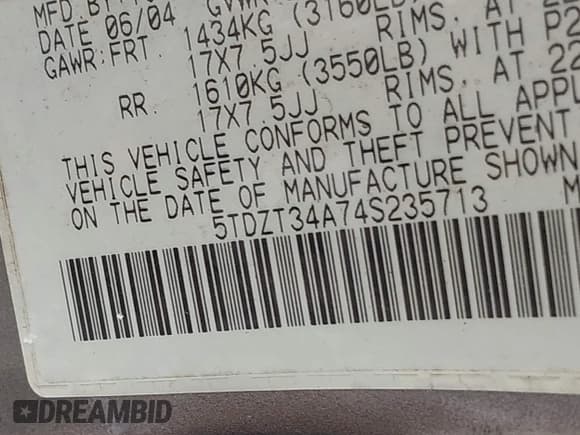 DATE 06/04 GVWR
GAWR:FRT. 1434KG (3160LB)
17X7.5JJ RIMS, AT
RR. 1610KG (3550LB) WITH P2
17X7.5JJ RIMS, AT 22
THIS VEHICLE CONFORMS TO ALL APPL
VEHICLE SAFETY AND THEFT PREVENT
ON THE DATE OF MANUFACTURE SHOWN
5TDZT34A74S235713
DREAMBID